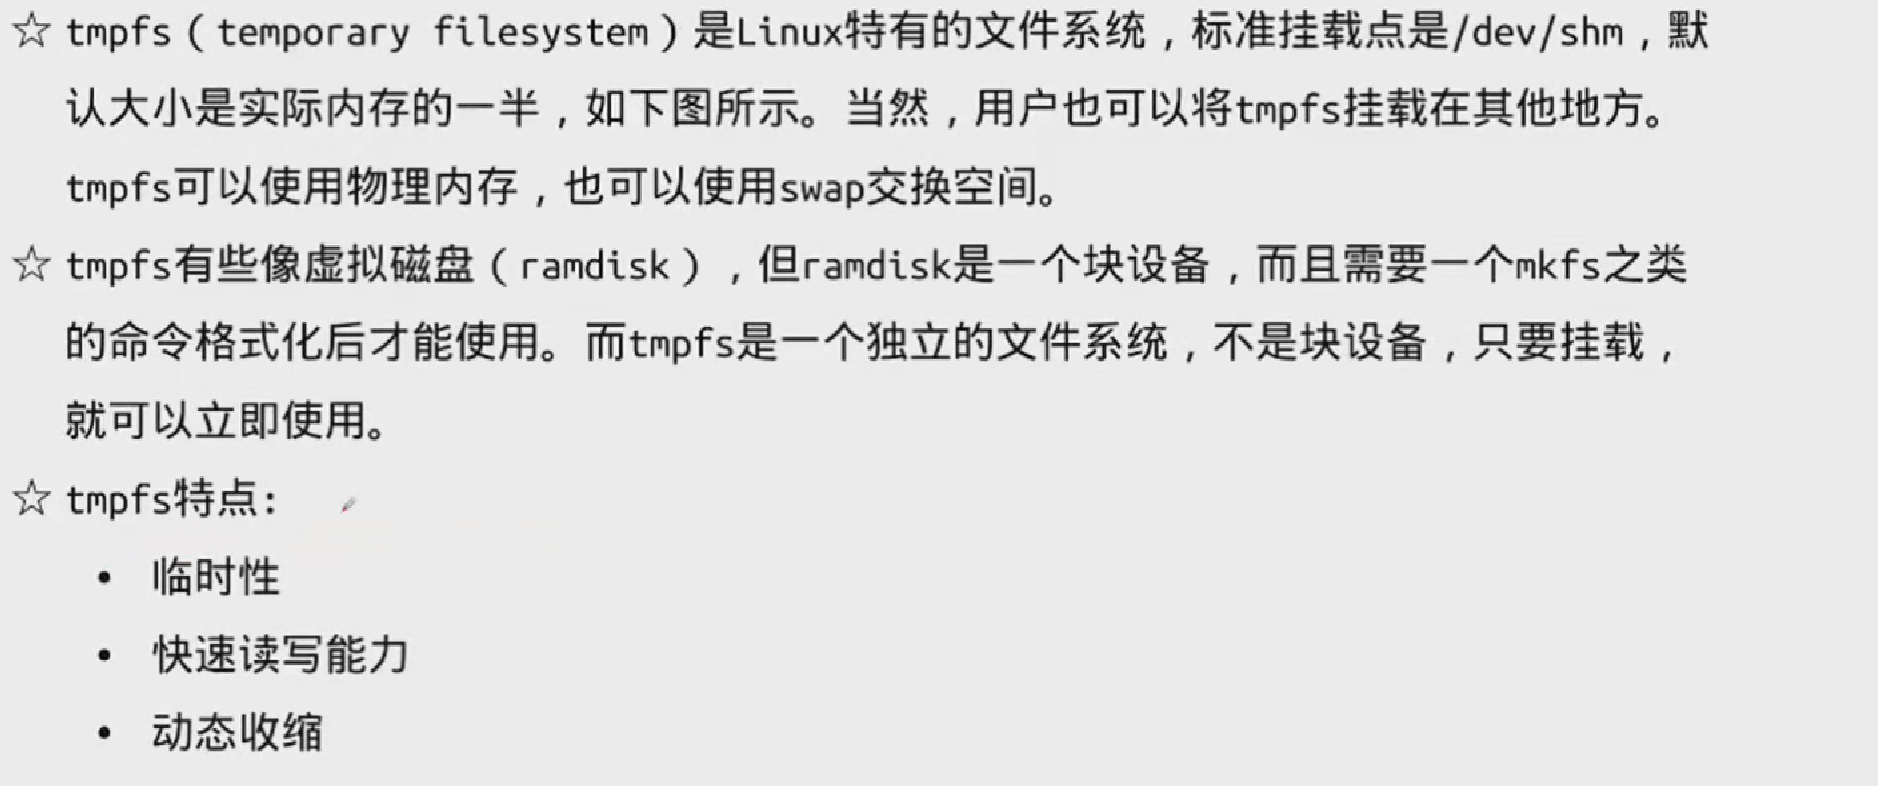 ☆ tmpfs（temporary filesystem）是Linux特有的文件系统，标准挂载点是/dev/shm，默
认大小是实际内存的一半，如下图所示。当然，用户也可以将tmpfs挂载在其他地方。
tmpfs可以使用物理内存，也可以使用swap交换空间。
☆ tmpfs有些像虚拟磁盘（ramdisk），但ramdisk是一个块设备，而且需要一个mkfs之类
的命令格式化后才能使用。而tmpfs是一个独立的文件系统，不是块设备，只要挂载，
就可以立即使用。
☆ tmpfs特点：
• 临时性
• 快速读写能力
• 动态收缩